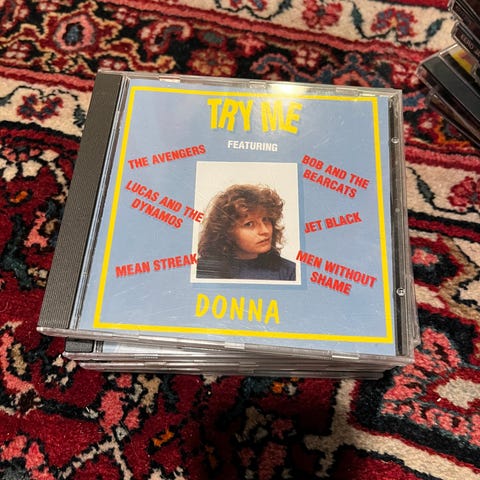 TRY ME
FEATURING
THE AVENGERS
BOB AND THE
BEARCATS
LUCAS AND THE
DYNAMOS
JET BLACK
MEAN STREAK
MEN WITHOUT
SHAME
DONNA